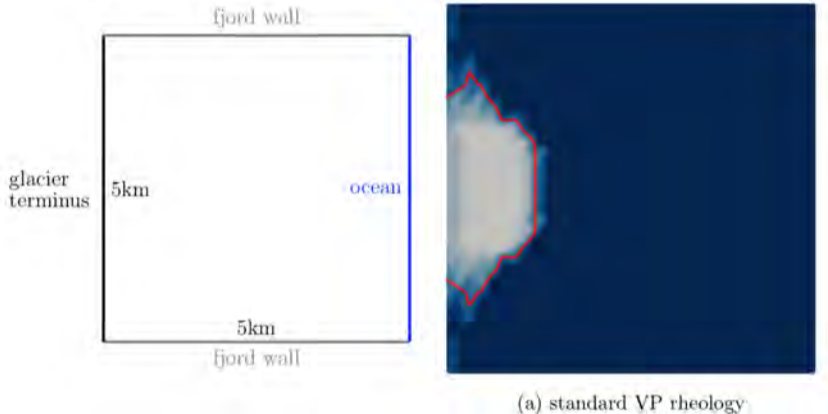 fjord wall
glacier
terminus
5km
ocean
5km
fjord wall
(a) standard VP rheology